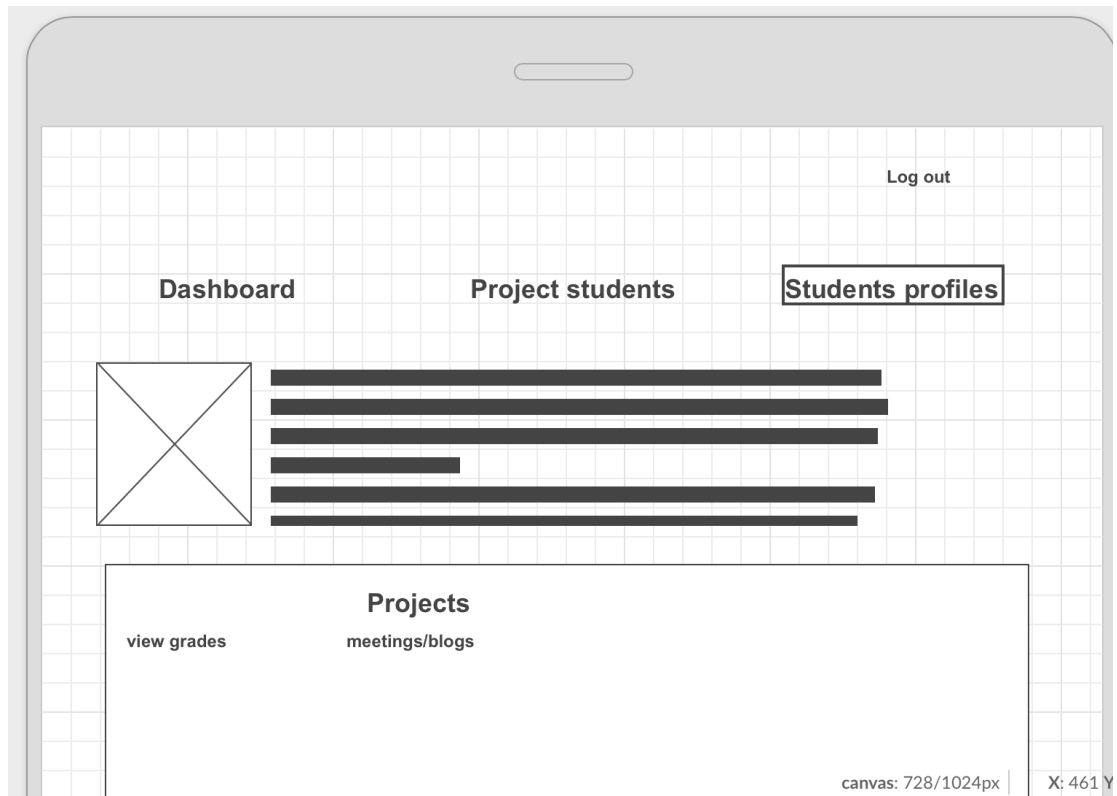 Log out
Dashboard Project students Students profiles
Projects
view grades meetings/blogs
canvas: 728/1024px X: 461 Y